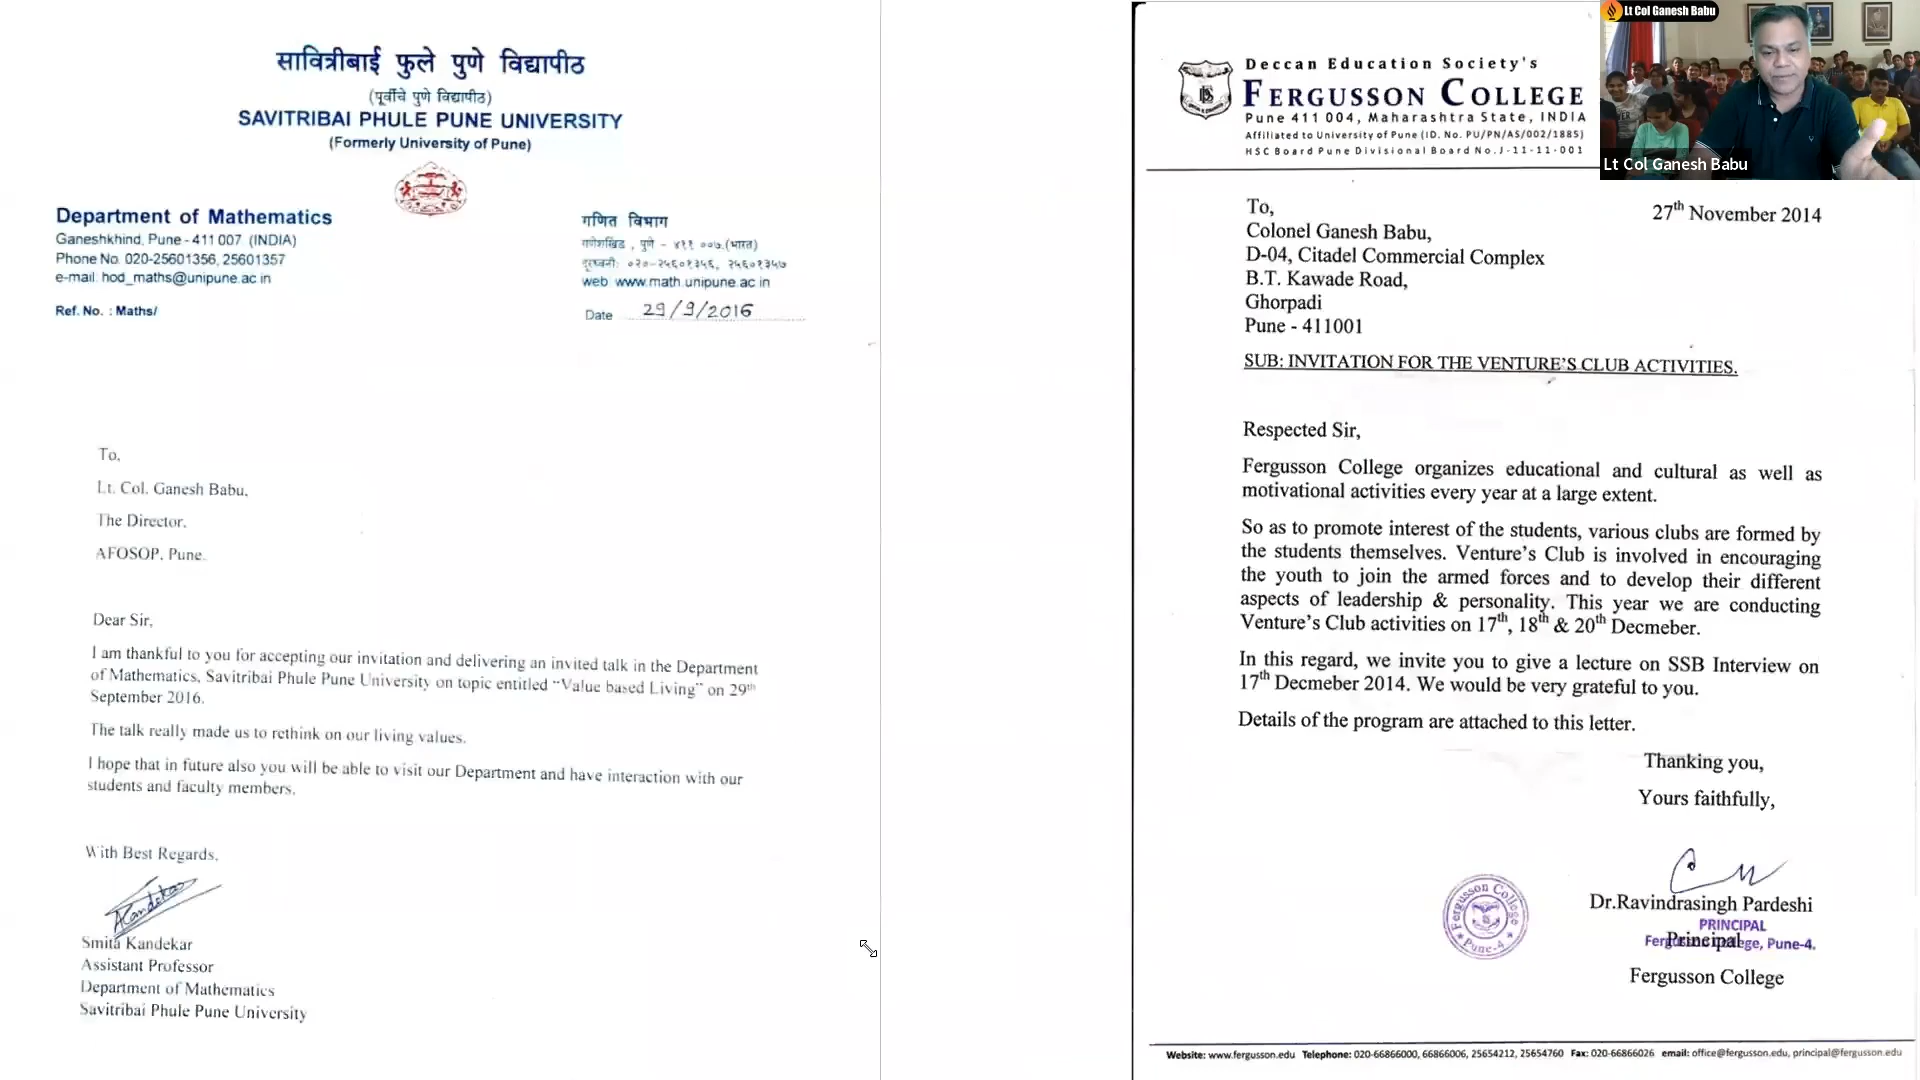 सावित्रीबाई फुले पुणे विद्यापीठ
(पूर्वीचे पुणे विद्यापीठ)
SAVITRIBAI PHULE PUNE UNIVERSITY
(Formerly University of Pune)
Department of Mathematics
Ganeshkhind, Pune - 411 007 (INDIA)
Phone No. 020-25601356, 25601357
e-mail: hod_maths@unipune.ac.in
Ref. No. : Maths/
गणित विभाग
गणेशखिंड , पुणे - ४११ ००७.(भारत)
दूरध्वनी: ०२०-२५६०१३५६, २५६०१३५७
web: www.math.unipune.ac.in
Date 29/9/2016
To,
Lt. Col. Ganesh Babu,
The Director,
AFOSOP, Pune.
Dear Sir,
I am thankful to you for accepting our invitation and delivering an invited talk in the Department
of Mathematics, Savitribai Phule Pune University on topic entitled “Value based Living” on 29th
September 2016.
The talk really made us to rethink on our living values.
I hope that in future also you will be able to visit our Department and have interaction with our
students and faculty members.
With Best Regards,
Smita Kandekar
Assistant Professor
Department of Mathematics
Savitribai Phule Pune University
Deccan Education Society's
FERGUSSON COLLEGE
Pune 411 004, Maharashtra State, INDIA
Affiliated to University of Pune (ID. No. PU/PN/AS/002/1885)
HSC Board Pune Divisional Board No. J-11-11-001
27th November 2014
To,
Colonel Ganesh Babu,
D-04, Citadel Commercial Complex
B.T. Kawade Road,
Ghorpadi
Pune - 411001
SUB: INVITATION FOR THE VENTURE'S CLUB ACTIVITIES.
Respected Sir,
Fergusson College organizes educational and cultural as well as
motivational activities every year at a large extent.
So as to promote interest of the students, various clubs are formed by
the students themselves. Venture's Club is involved in encouraging
the youth to join the armed forces and to develop their different
aspects of leadership & personality. This year we are conducting
Venture's Club activities on 17th, 18th & 20th Decmeber.
In this regard, we invite you to give a lecture on SSB Interview on
17th Decmeber 2014. We would be very grateful to you.
Details of the program are attached to this letter.
Thanking you,
Yours faithfully,
Fergusson College
Pune-4
Dr.Ravindrasingh Pardeshi
PRINCIPAL
Fergusson College, Pune-4.
Principal
Fergusson College
Website: www.fergusson.edu Telephone: 020-66866000, 66866006, 25654212, 25654760 Fax: 020-66866026 email: office@fergusson.edu, principal@fergusson.edu
Lt Col Ganesh Babu
Lt Col Ganesh Babu